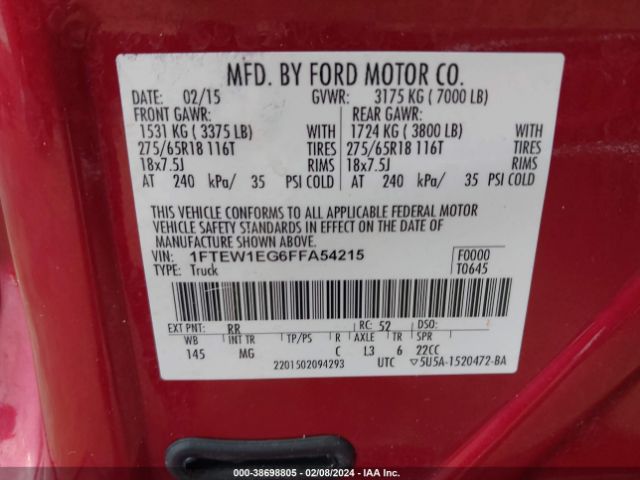 MFD. BY FORD MOTOR CO.
DATE: 02/15 GVWR: 3175 KG ( 7000 LB)
FRONT GAWR: REAR GAWR:
1531 KG ( 3375 LB) WITH 1724 KG ( 3800 LB) WITH
275/65R18 116T TIRES 275/65R18 116T TIRES
18x7.5J RIMS 18x7.5J RIMS
AT 240 kPa/ 35 PSI COLD AT 240 kPa/ 35 PSI COLD
THIS VEHICLE CONFORMS TO ALL APPLICABLE FEDERAL MOTOR
VEHICLE SAFETY STANDARDS IN EFFECT ON THE DATE OF
MANUFACTURE SHOWN ABOVE.
VIN: 1FTEW1EG6FFA54215 F0000
TYPE: Truck T0645
EXT PNT: RR RC: 52 DSO:
WB INT TR TP/PS R AXLE TR SPR
145 MG C L3 6 22CC
2201502094293 UTC ▽5U5A-1520472-BA
000-38698805 | 02/08/2024 | IAA Inc.